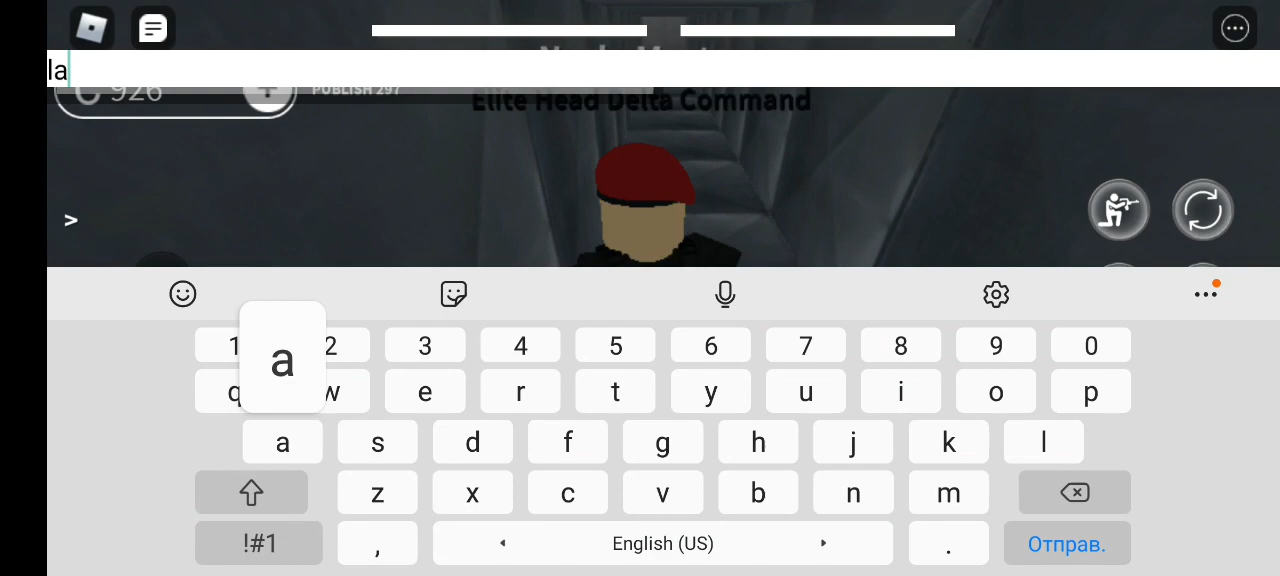 la
926
PUBLISH 297
Elite Head Delta Command
>
a
1 2 3 4 5 6 7 8 9 0
q w e r t y u i o p
a s d f g h j k l
z x c v b n m
!#1 , English (US) . Отправ.